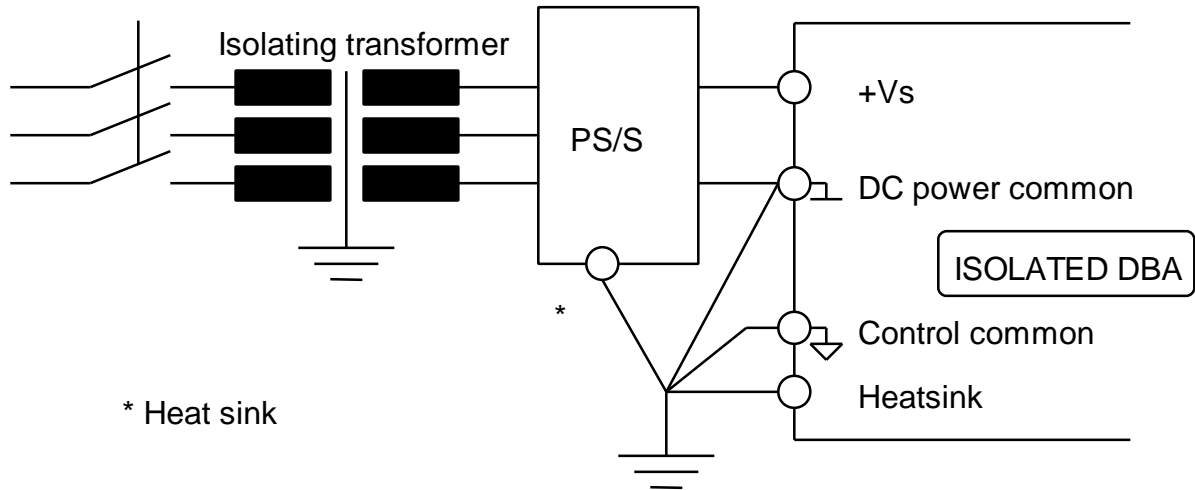 Isolating transformer
PS/S
+Vs
DC power common
ISOLATED DBA
*
Control common
Heatsink
* Heat sink